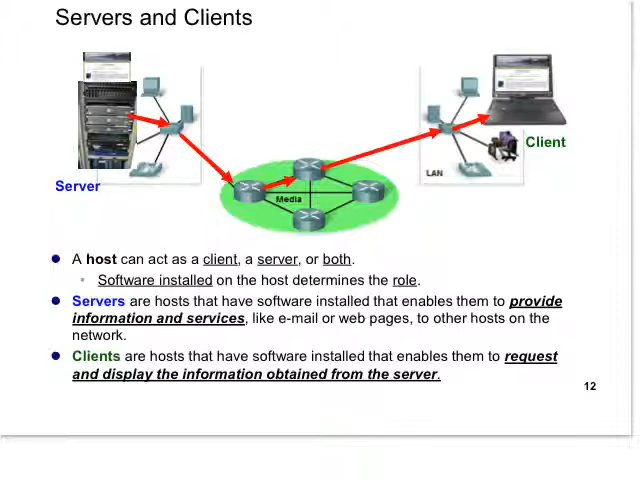 Servers and Clients
Client
LAN
Server
Media
A host can act as a client, a server, or both.
Software installed on the host determines the role.
Servers are hosts that have software installed that enables them to provide
information and services, like e-mail or web pages, to other hosts on the
network.
Clients are hosts that have software installed that enables them to request
and display the information obtained from the server.
12